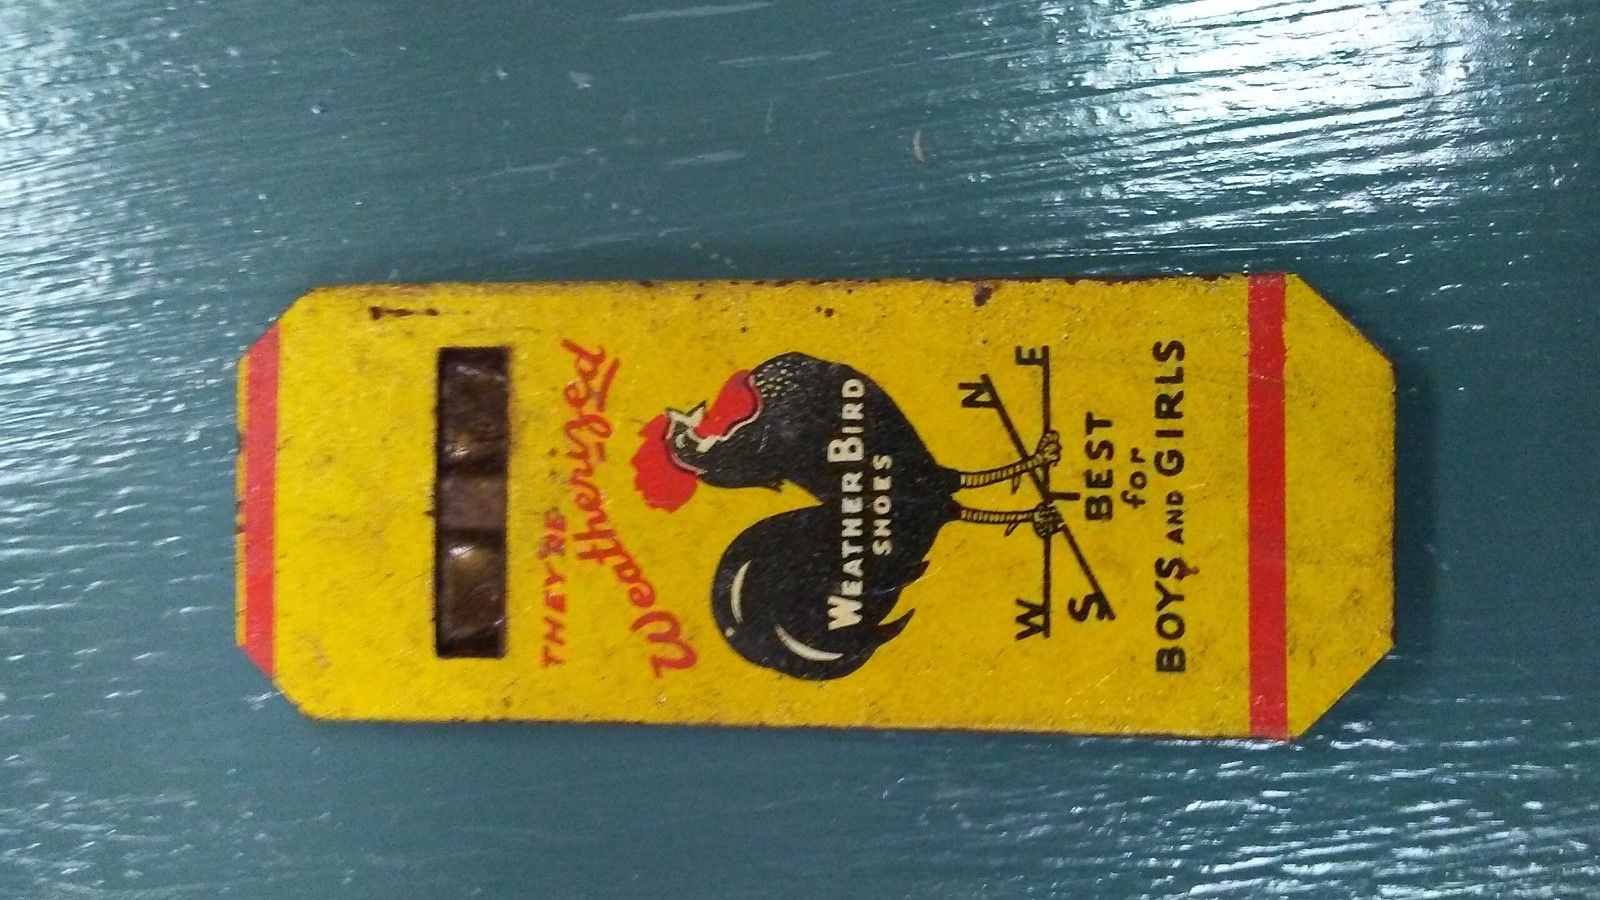 THEY'RE
Weatherized
WEATHER BIRD
SHOES
N
E
W
S
BEST
for
BOYS AND GIRLS